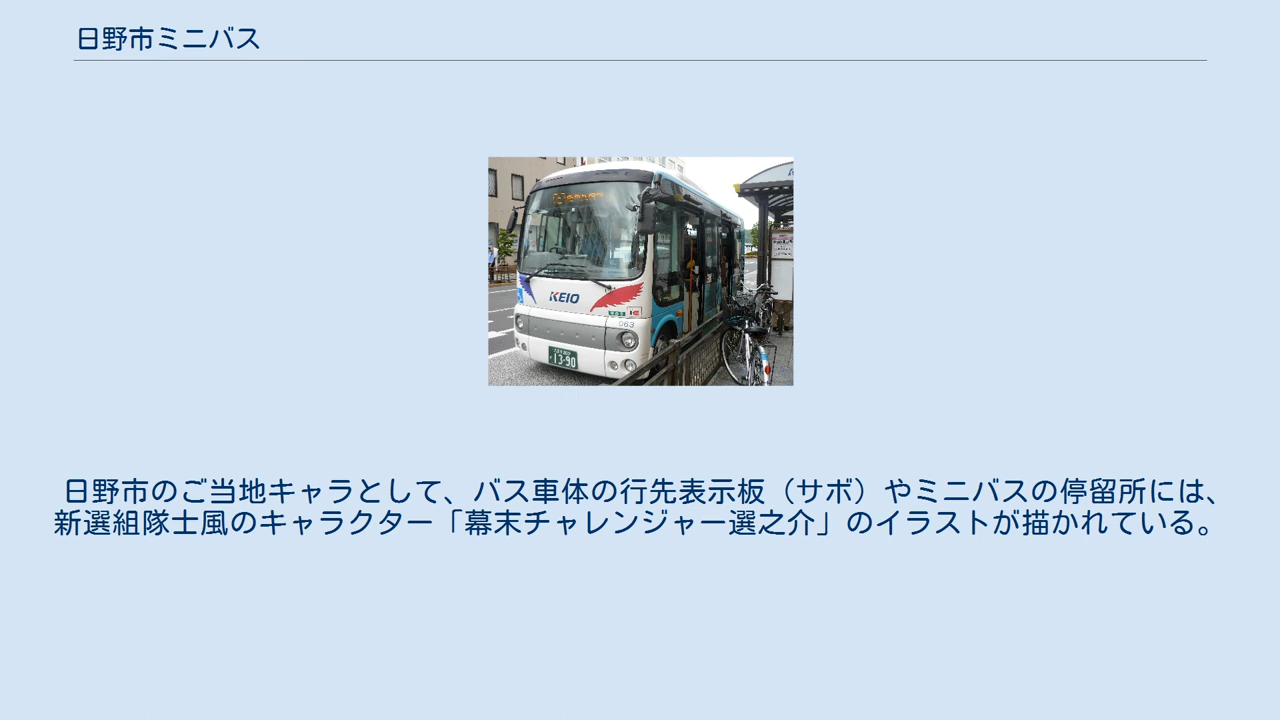 日野市ミニバス
KEIO
063
13-90
日野市のご当地キャラとして、バス車体の行先表示板（サボ）やミニバスの停留所には、
新選組隊士風のキャラクター「幕末チャレンジャー選之介」のイラストが描かれている。